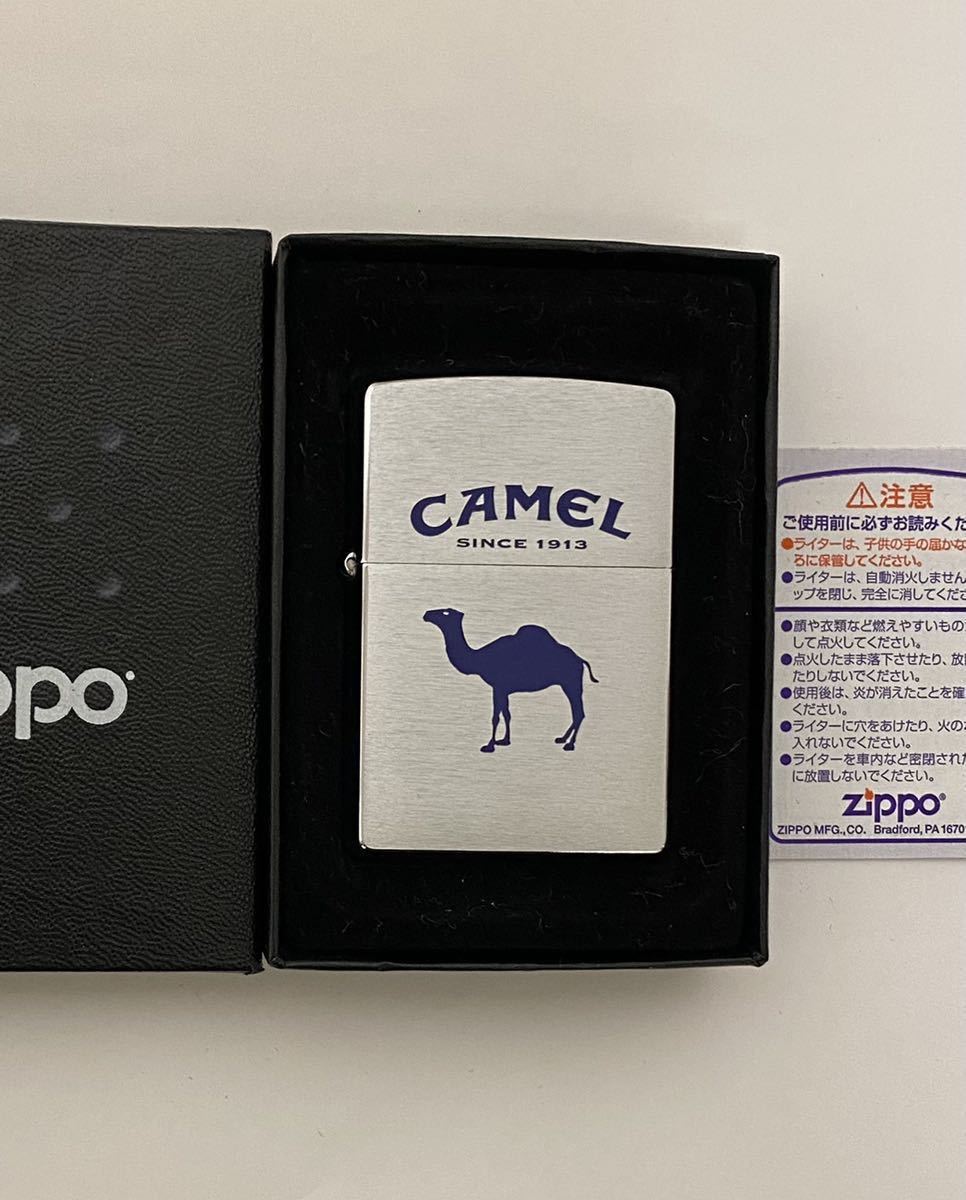 CAMEL
SINCE 1913
ppo
注意
ご使用前に必ずお読みくだ
●ライターは、子供の手の届かな
ろに保管してください。
●ライターは、自動消火しません
ップを閉じ、完全に消してくださ
●顔や衣類など燃えやすいもの
して点火してください。
●点火したまま落下させたり、放
たりしないでください。
●使用後は、炎が消えたことを確
ください。
●ライターに穴をあけたり、火の
入れないでください。
●ライターを車内など密閉された
に放置しないでください。
zippo®
ZIPPO MFG.,CO. Bradford, PA 1670